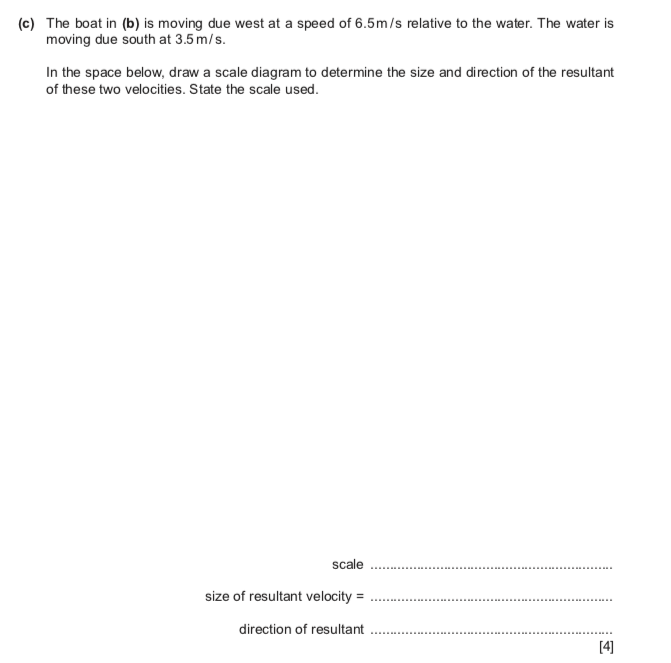 (c) The boat in (b) is moving due west at a speed of 6.5 m/s relative to the water. The water is
moving due south at 3.5 m/s.
In the space below, draw a scale diagram to determine the size and direction of the resultant
of these two velocities. State the scale used.
scale ................................................................
size of resultant velocity = ................................................................
direction of resultant ................................................................
[4]